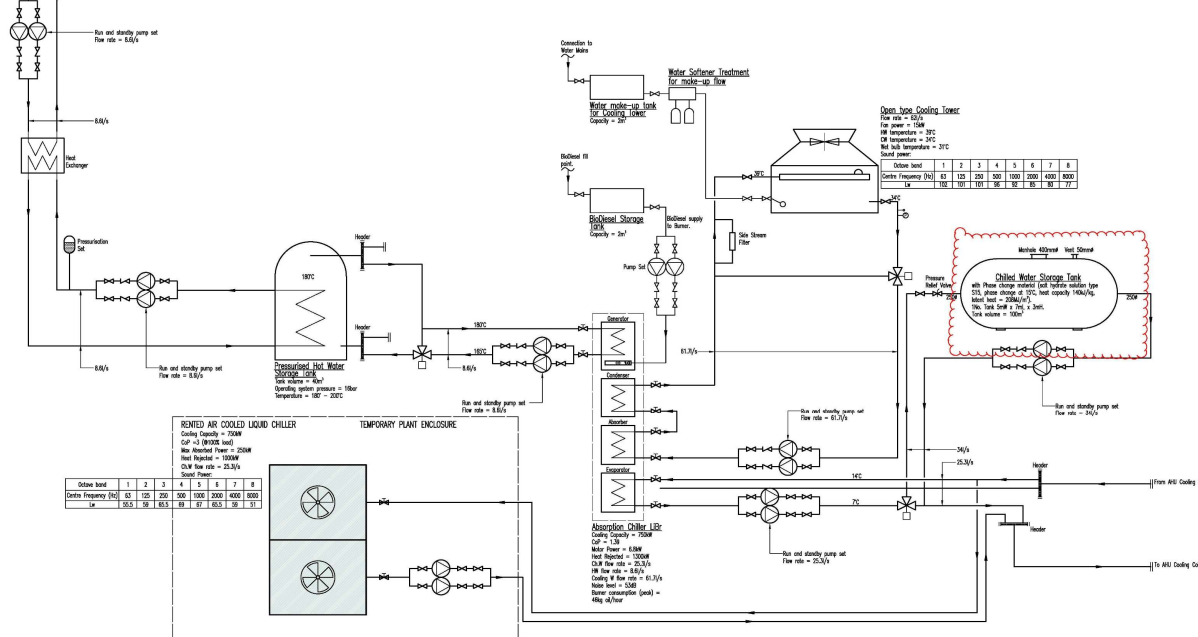 Run and standby pump set
Flow rate = 8.6l/s
8.6l/s
Heat
Exchanger
Pressurisation
Set
Run and standby pump set
Flow rate = 8.6l/s
8.6l/s
180°C
Header
Header
Pressurised Hot Water
Storage Tank
Tank volume = 40m³
Operating system pressure = 16bar
Temperature = 180° - 200°C
180°C
165°C
8.6l/s
Run and standby pump set
Flow rate = 8.6l/s
Connection to
Water Mains
Water make-up tank
for Cooling Tower
Capacity = 2m³
Water Softener Treatment
for make-up flow
BioDiesel fill
point.
BioDiesel Storage
Tank
Capacity = 2m³
BioDiesel supply
to Burner.
Pump Set
Side Stream
Filter
39°C
34°C
Open type Cooling Tower
Flow rate = 62l/s
Fan power = 15kW
HW temperature = 39°C
CW temperature = 34°C
Wet bulb temperature = 31°C
Sound power:
Octave band 1 2 3 4 5 6 7 8
Centre Frequency (Hz) 63 125 250 500 1000 2000 4000 8000
Lw 102 101 101 96 92 85 80 77
Manhole 400mmø Vent 50mmø
Pressure
Relief Valve
250ø
250ø
Chilled Water Storage Tank
with Phase change material (salt hydrate solution type
S15, phase change at 15°C, heat capacity 140kJ/kg,
latent heat = 208MJ/m³).
1No. Tank 5mW x 7mL x 3mH.
Tank volume = 100m³
Run and standby pump set
Flow rate - 34l/s
61.7l/s
Generator
Condenser
Absorber
Evaporator
Run and standby pump set
Flow rate = 61.7l/s
34l/s
25.3l/s
14°C
7°C
Header
From AHU Cooling
Header
To AHU Cooling Co
Run and standby pump set
Flow rate = 25.3l/s
Absorption Chiller LiBr
Cooling Capacity = 750kW
CoP = 1.39
Motor Power = 6.8kW
Heat Rejected = 1300kW
Ch.W flow rate = 25.3l/s
HW flow rate = 8.6l/s
Cooling W flow rate = 61.7l/s
Noise level = 53dB
Burner consumption (peak) =
48kg oil/hour
RENTED AIR COOLED LIQUID CHILLER
TEMPORARY PLANT ENCLOSURE
Cooling Capacity = 750kW
CoP =3 (@100% load)
Max Absorbed Power = 250kW
Heat Rejected = 1000kW
Ch.W flow rate = 25.3l/s
Sound Power:
Octave band 1 2 3 4 5 6 7 8
Centre Frequency (Hz) 63 125 250 500 1000 2000 4000 8000
Lw 55.5 59 65.5 69 67 65.5 59 51